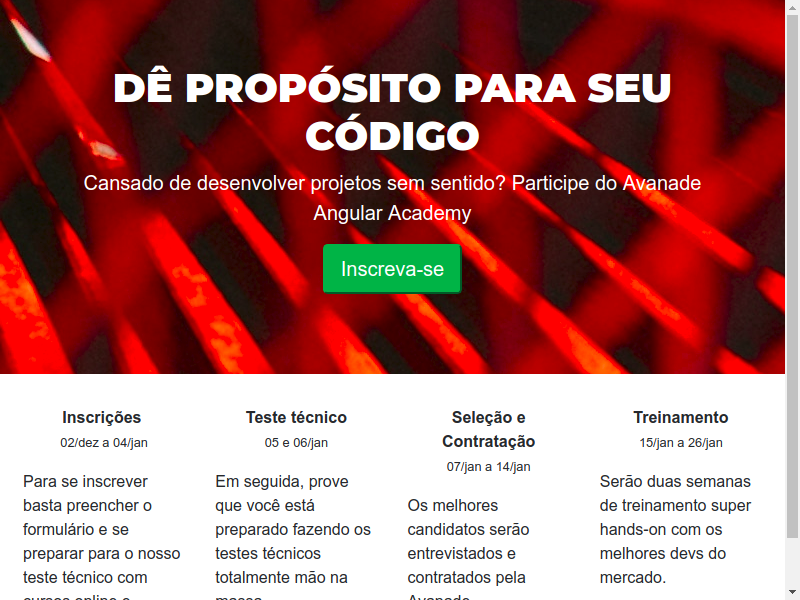 DÊ PROPÓSITO PARA SEU
CÓDIGO
Cansado de desenvolver projetos sem sentido? Participe do Avanade
Angular Academy
Inscreva-se
Inscrições
02/dez a 04/jan
Para se inscrever
basta preencher o
formulário e se
preparar para o nosso
teste técnico com
cursos online e
Teste técnico
05 e 06/jan
Em seguida, prove
que você está
preparado fazendo os
testes técnicos
totalmente mão na
massa.
Seleção e
Contratação
07/jan a 14/jan
Os melhores
candidatos serão
entrevistados e
contratados pela
Avanade.
Treinamento
15/jan a 26/jan
Serão duas semanas
de treinamento super
hands-on com os
melhores devs do
mercado.